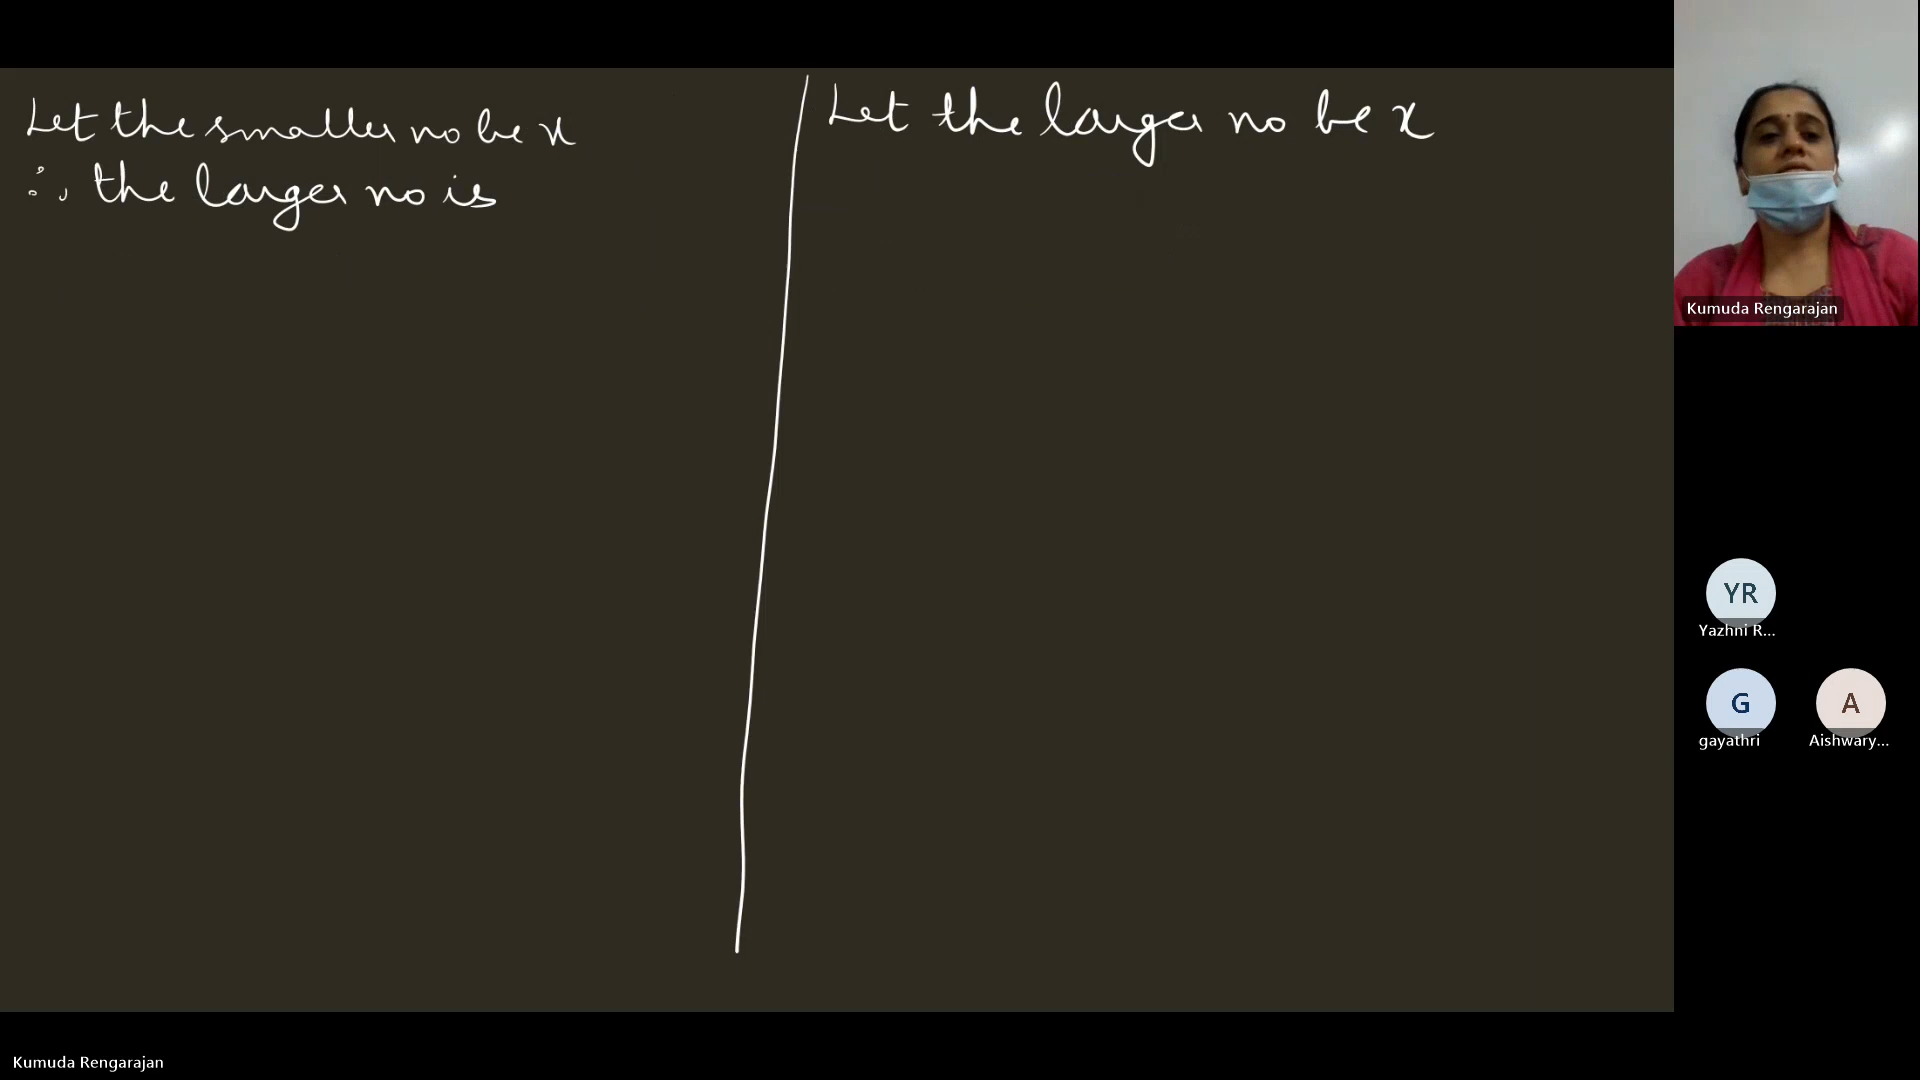 Let the smaller no be x
∴ the larger no is
Let the larger no be x
Kumuda Rengarajan
YR
Yazhni R...
G
gayathri
A
Aishwary...
Kumuda Rengarajan